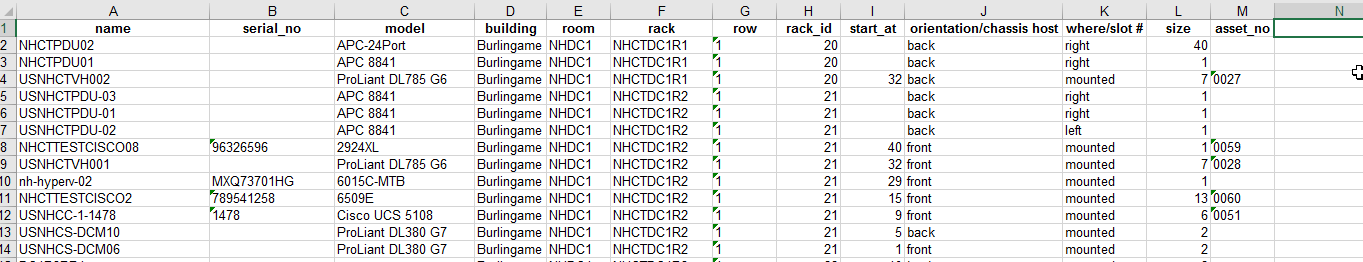 A B C D E F G H I J K L M N
1 name serial_no model building room rack row rack_id start_at orientation/chassis host where/slot # size asset_no
2 NHCTPDU02 APC-24Port Burlingame NHDC1 NHCTDC1R1 1 20 back right 40
3 NHCTPDU01 APC 8841 Burlingame NHDC1 NHCTDC1R1 1 20 back right 1
4 USNHCTVH002 ProLiant DL785 G6 Burlingame NHDC1 NHCTDC1R1 1 20 32 back mounted 7 0027
5 USNHCTPDU-03 APC 8841 Burlingame NHDC1 NHCTDC1R2 1 21 back right 1
6 USNHCTPDU-01 APC 8841 Burlingame NHDC1 NHCTDC1R2 1 21 back right 1
7 USNHCTPDU-02 APC 8841 Burlingame NHDC1 NHCTDC1R2 1 21 back left 1
8 NHCTTESTCISCO08 96326596 2924XL Burlingame NHDC1 NHCTDC1R2 1 21 40 front mounted 1 0059
9 USNHCTVH001 ProLiant DL785 G6 Burlingame NHDC1 NHCTDC1R2 1 21 32 front mounted 7 0028
10 nh-hyperv-02 MXQ73701HG 6015C-MTB Burlingame NHDC1 NHCTDC1R2 1 21 29 front mounted 1
11 NHCTTESTCISCO2 789541258 6509E Burlingame NHDC1 NHCTDC1R2 1 21 15 front mounted 13 0060
12 USNHCC-1-1478 1478 Cisco UCS 5108 Burlingame NHDC1 NHCTDC1R2 1 21 9 front mounted 6 0051
13 USNHCS-DCM10 ProLiant DL380 G7 Burlingame NHDC1 NHCTDC1R2 1 21 5 back mounted 2
14 USNHCS-DCM06 ProLiant DL380 G7 Burlingame NHDC1 NHCTDC1R2 1 21 1 front mounted 2